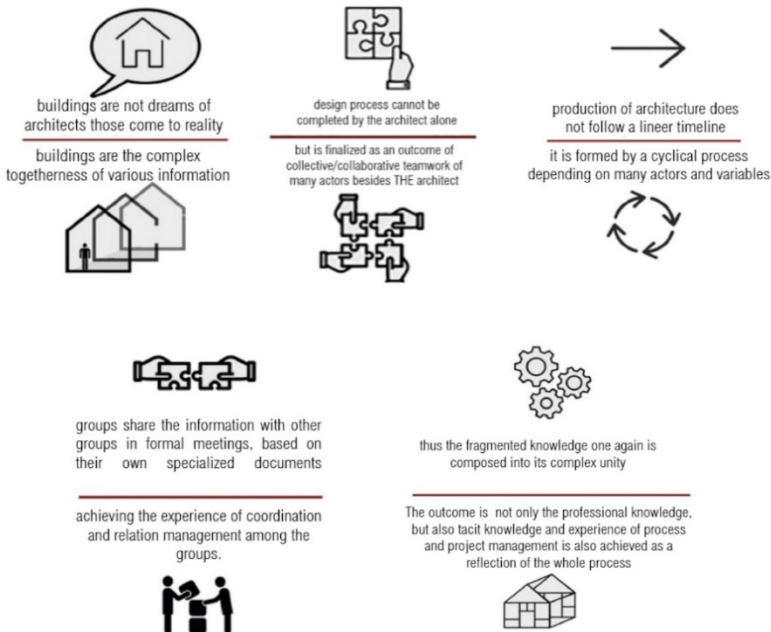 buildings are not dreams of
architects those come to reality
buildings are the complex
togetherness of various information
design process cannot be
completed by the architect alone
but is finalized as an outcome of
collective/collaborative teamwork of
many actors besides THE architect
production of architecture does
not follow a lineer timeline
it is formed by a cyclical process
depending on many actors and variables
groups share the information with other
groups in formal meetings, based on
their own specialized documents
achieving the experience of coordination
and relation management among the
groups.
thus the fragmented knowledge one again is
composed into its complex unity
The outcome is not only the professional knowledge,
but also tacit knowledge and experience of process
and project management is also achieved as a
reflection of the whole process